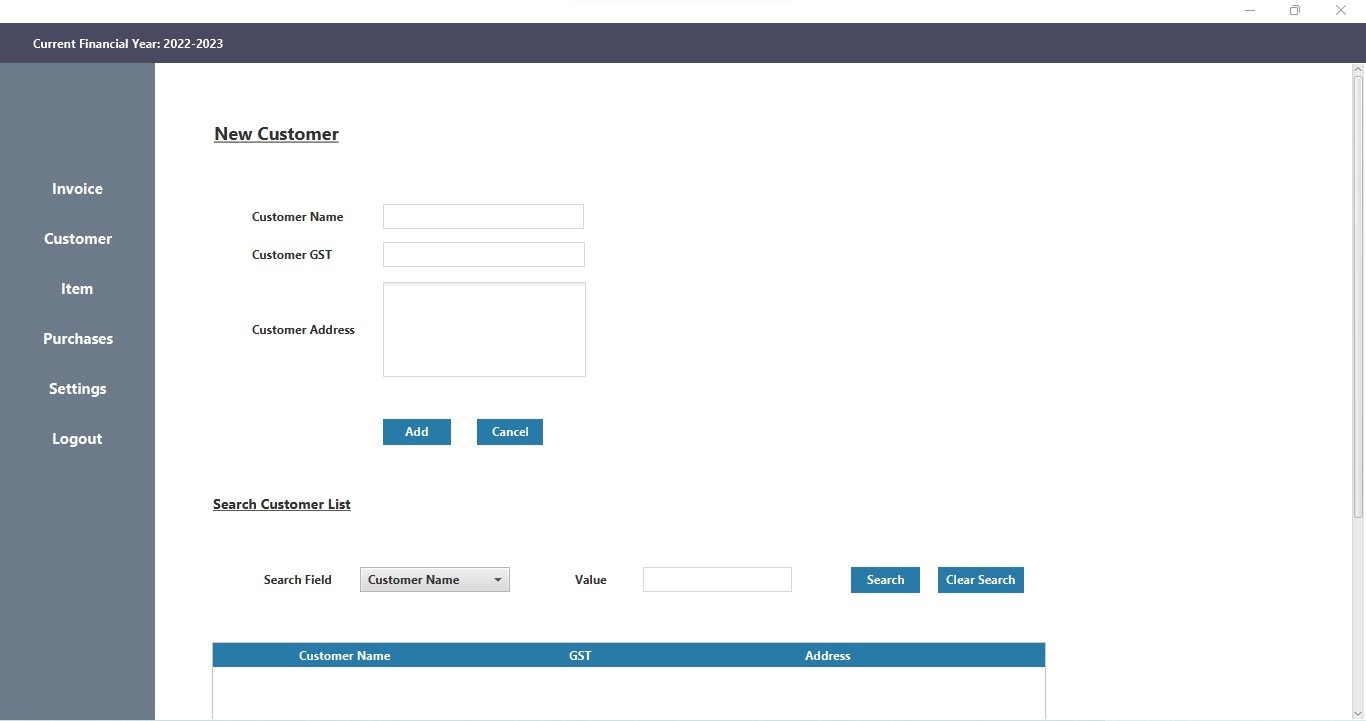 Current Financial Year: 2022-2023
Invoice
Customer
Item
Purchases
Settings
Logout
New Customer
Customer Name
Customer GST
Customer Address
Add Cancel
Search Customer List
Search Field Customer Name Value Search Clear Search
Customer Name GST Address